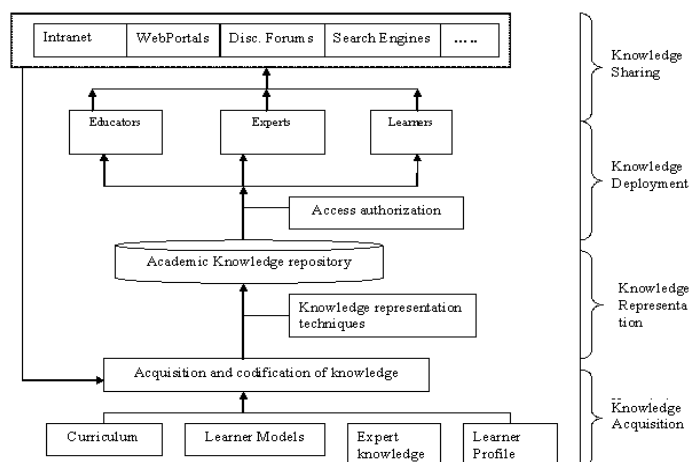 Intranet WebPortals Disc. Forums Search Engines .....
Knowledge
Sharing
Educators Experts Learners
Knowledge
Deployment
Access authorization
Academic Knowledge repository
Knowledge representation
techniques
Knowledge
Representa
tion
Acquisition and codification of knowledge
Knowledge
Acquisition
Curriculum Learner Models Expert
knowledge Learner
Profile